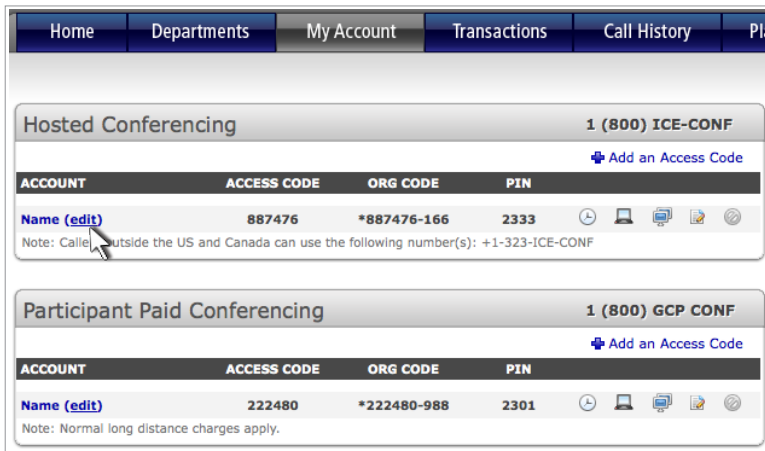 Home Departments My Account Transactions Call History Pl
Hosted Conferencing 1 (800) ICE-CONF
Add an Access Code
ACCOUNT ACCESS CODE ORG CODE PIN
Name (edit) 887476 *887476-166 2333
Note: Calle outside the US and Canada can use the following number(s): +1-323-ICE-CONF
Participant Paid Conferencing 1 (800) GCP CONF
Add an Access Code
ACCOUNT ACCESS CODE ORG CODE PIN
Name (edit) 222480 *222480-988 2301
Note: Normal long distance charges apply.